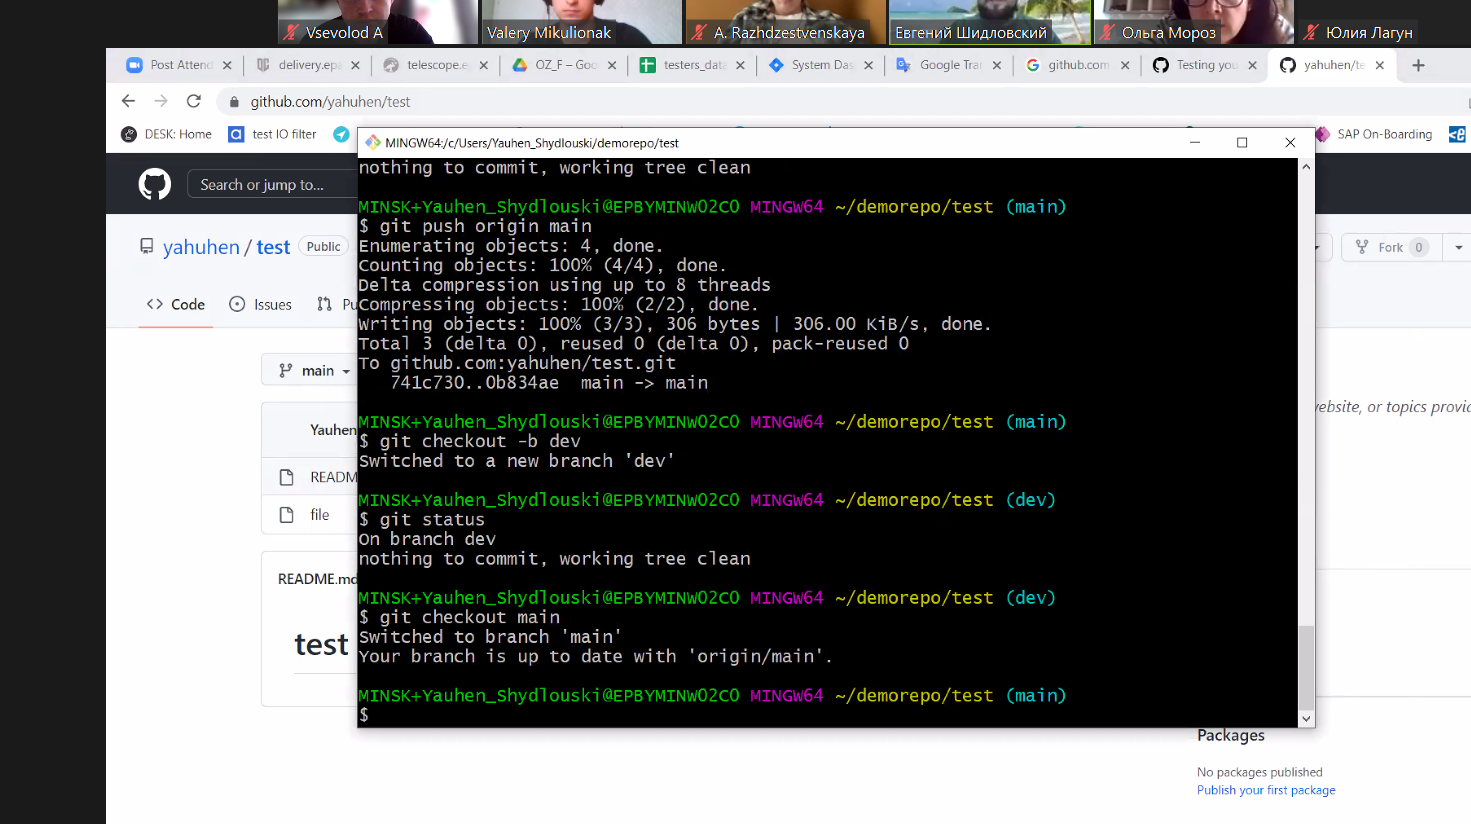 Vsevolod A
Valery Mikulionak
A. Razhdzestvenskaya
Евгений Шидловский
Ольга Мороз
Юлия Лагун
Post Attend
delivery.epa
telescope.e
OZ_F – Goo
testers_data
System Das
Google Tra
github.com
Testing you
yahuhen/te
github.com/yahuhen/test
DESK: Home
test IO filter
SAP On-Boarding
MINGW64:/c/Users/Yauhen_Shydlouski/demorepo/test
Search or jump to...
yahuhen / test
Public
Fork 0
<> Code
Issues
Pu
main
Yauhen
README
file
README.md
test
ebsite, or topics provid
nothing to commit, working tree clean
MINSK+Yauhen_Shydlouski@EPBYMINW02C0 MINGW64 ~/demorepo/test (main)
$ git push origin main
Enumerating objects: 4, done.
Counting objects: 100% (4/4), done.
Delta compression using up to 8 threads
Compressing objects: 100% (2/2), done.
Writing objects: 100% (3/3), 306 bytes | 306.00 KiB/s, done.
Total 3 (delta 0), reused 0 (delta 0), pack-reused 0
To github.com:yahuhen/test.git
741c730..0b834ae main -> main
MINSK+Yauhen_Shydlouski@EPBYMINW02C0 MINGW64 ~/demorepo/test (main)
$ git checkout -b dev
Switched to a new branch 'dev'
MINSK+Yauhen_Shydlouski@EPBYMINW02C0 MINGW64 ~/demorepo/test (dev)
$ git status
On branch dev
nothing to commit, working tree clean
MINSK+Yauhen_Shydlouski@EPBYMINW02C0 MINGW64 ~/demorepo/test (dev)
$ git checkout main
Switched to branch 'main'
Your branch is up to date with 'origin/main'.
MINSK+Yauhen_Shydlouski@EPBYMINW02C0 MINGW64 ~/demorepo/test (main)
$
Packages
No packages published
Publish your first package